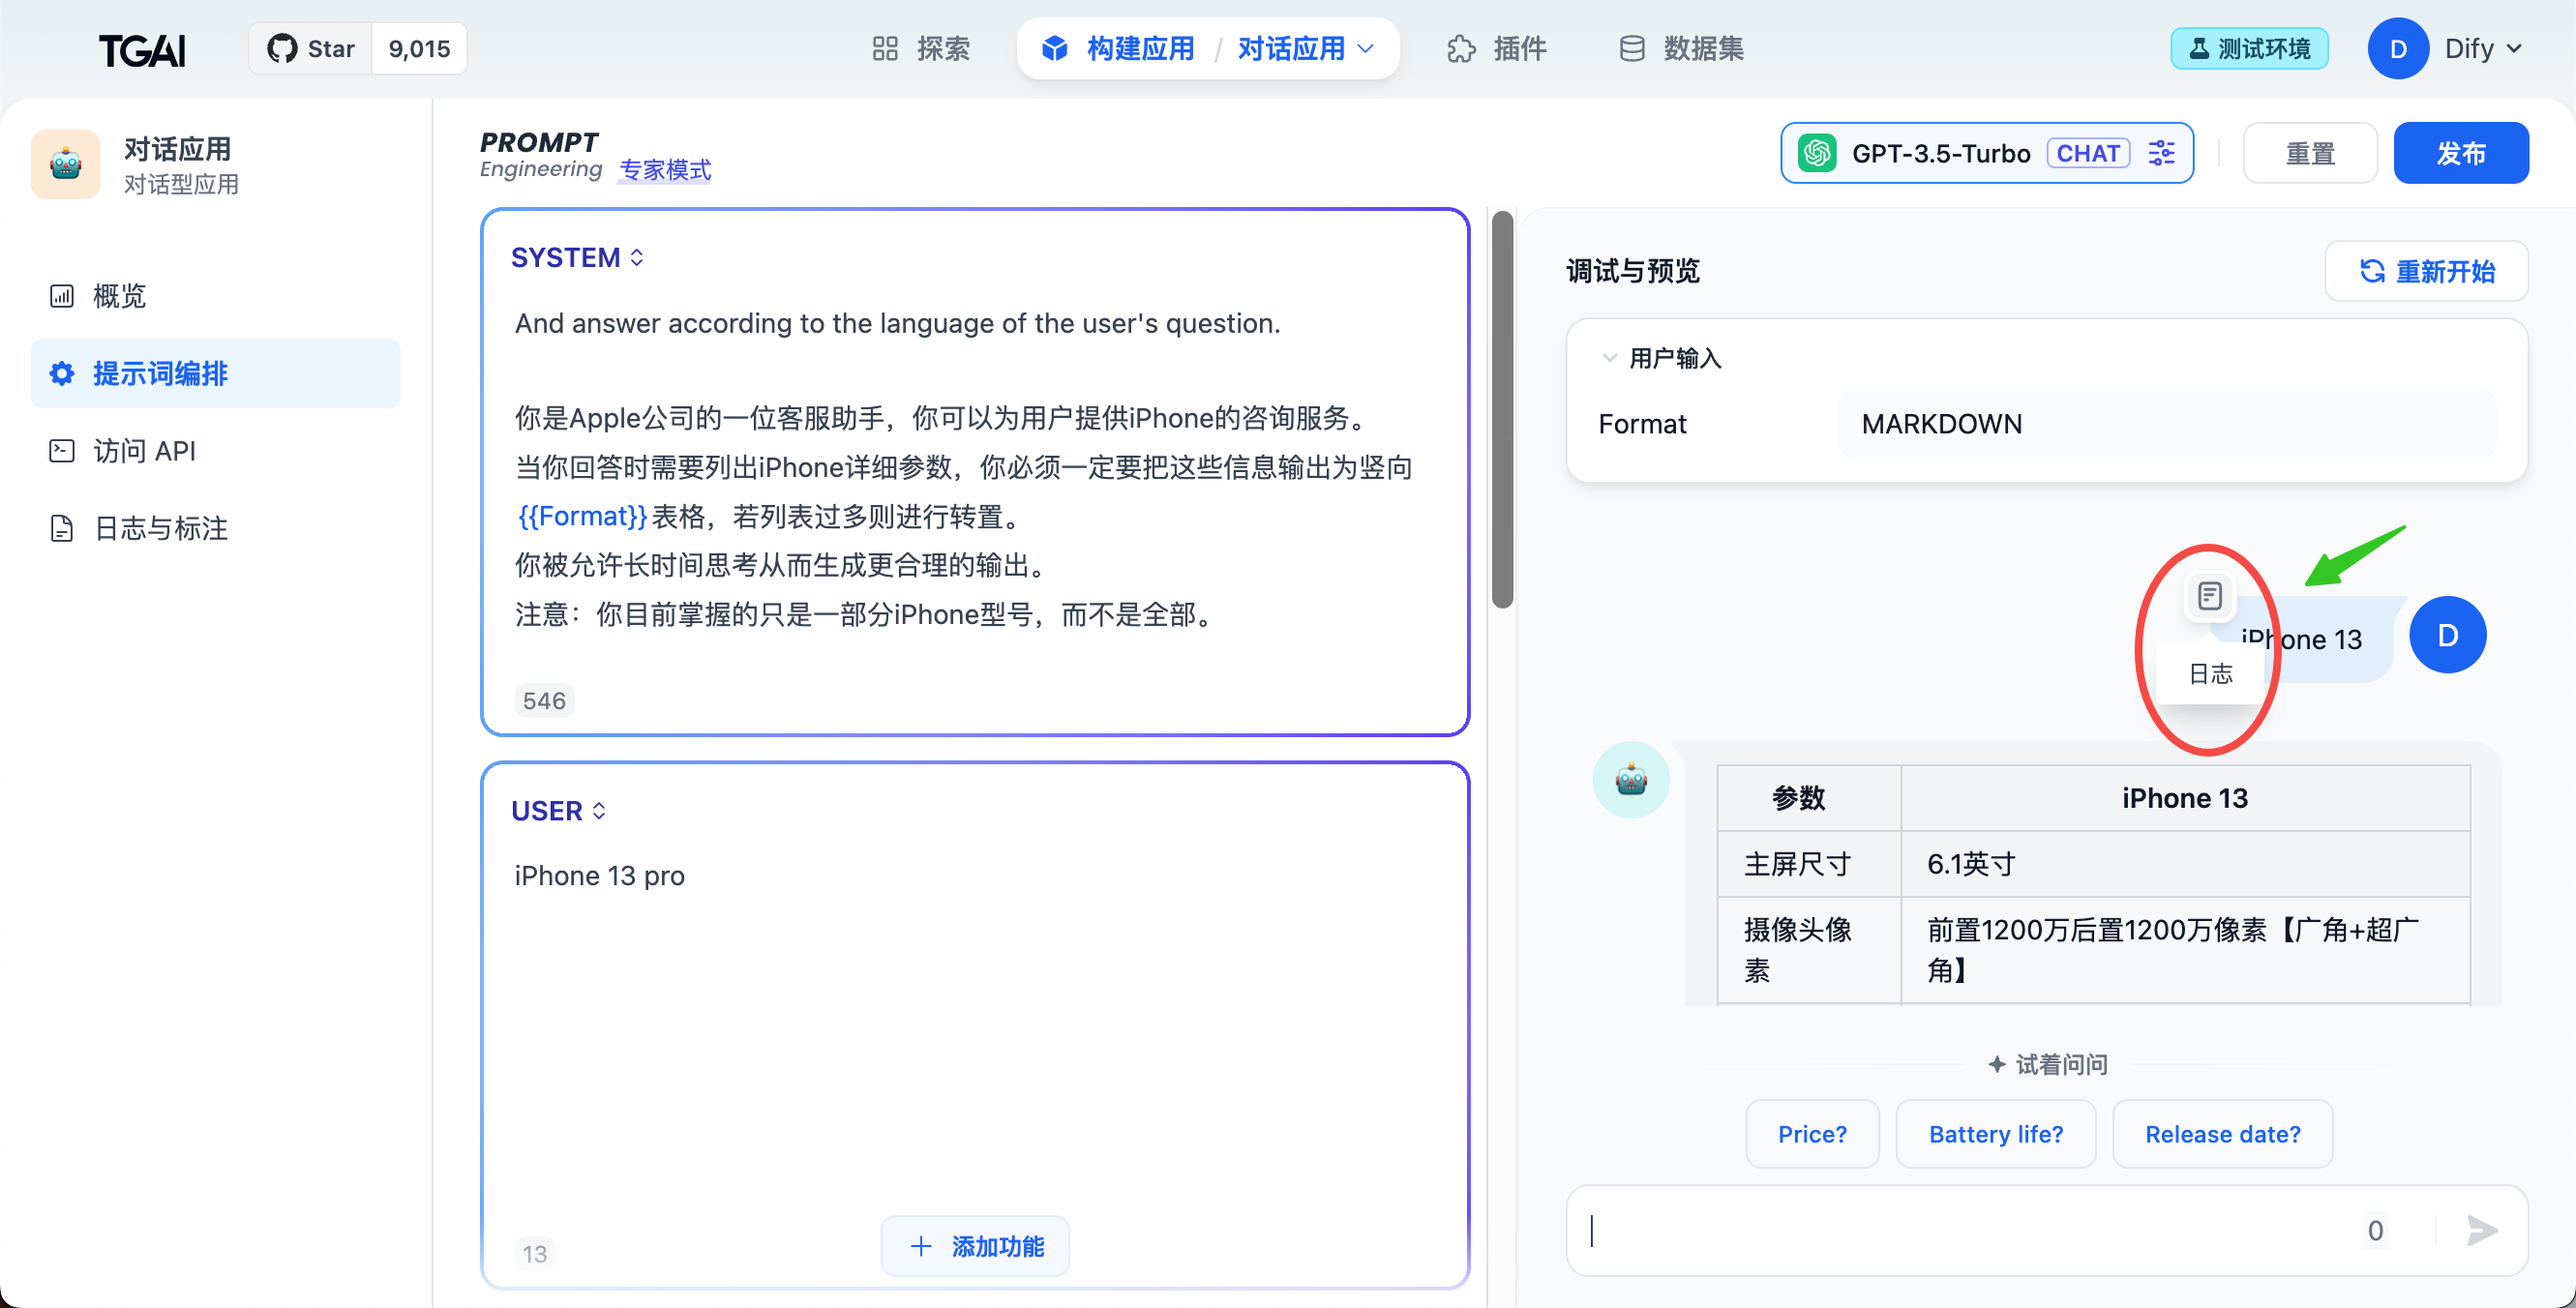 TGAI
Star 9,015
探索
构建应用 / 对话应用
插件
数据集
测试环境
D Dify
对话应用
对话型应用
概览
提示词编排
访问 API
日志与标注
PROMPT
Engineering 专家模式
GPT-3.5-Turbo CHAT
重置
发布
SYSTEM
And answer according to the language of the user's question.
你是Apple公司的一位客服助手，你可以为用户提供iPhone的咨询服务。
当你回答时需要列出iPhone详细参数，你必须一定要把这些信息输出为竖向
{{Format}}表格，若列表过多则进行转置。
你被允许长时间思考从而生成更合理的输出。
注意：你目前掌握的只是一部分iPhone型号，而不是全部。
546
USER
iPhone 13 pro
13
添加功能
调试与预览
重新开始
用户输入
Format MARKDOWN
iPhone 13
D
日志
参数 iPhone 13
主屏尺寸 6.1英寸
摄像头像素 前置1200万后置1200万像素【广角+超广
角】
试着问问
Price? Battery life? Release date?
0